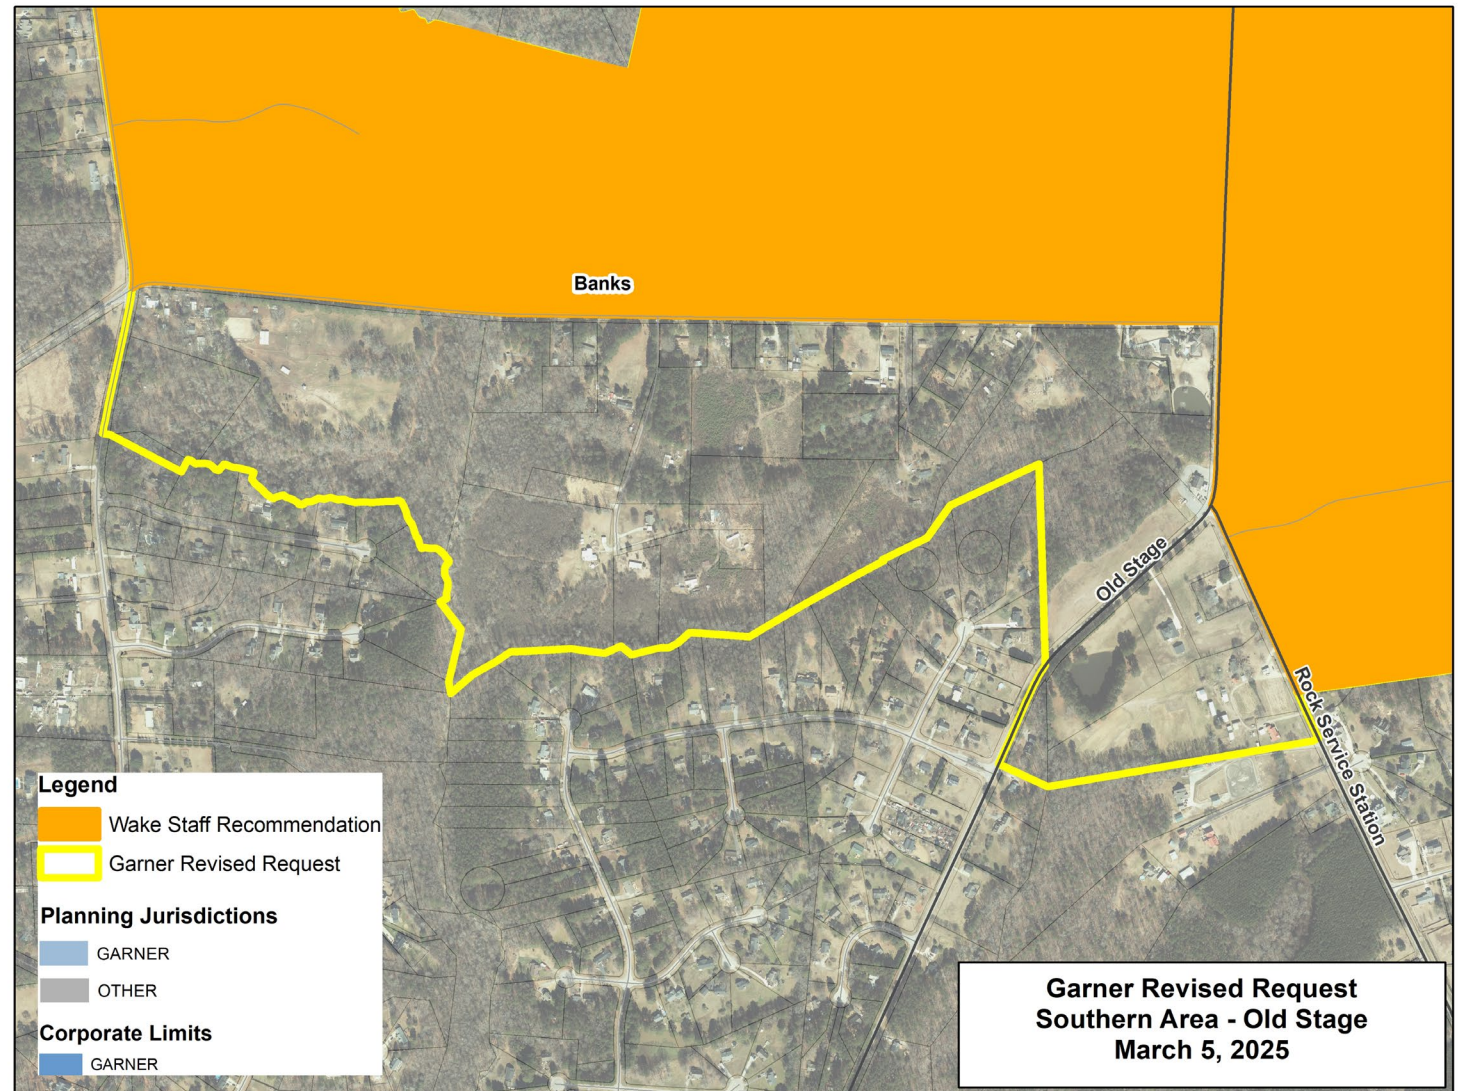 Banks
Old Stage
Rock Service Station
Legend
Wake Staff Recommendation
Garner Revised Request
Planning Jurisdictions
GARNER
OTHER
Corporate Limits
GARNER
Garner Revised Request
Southern Area - Old Stage
March 5, 2025